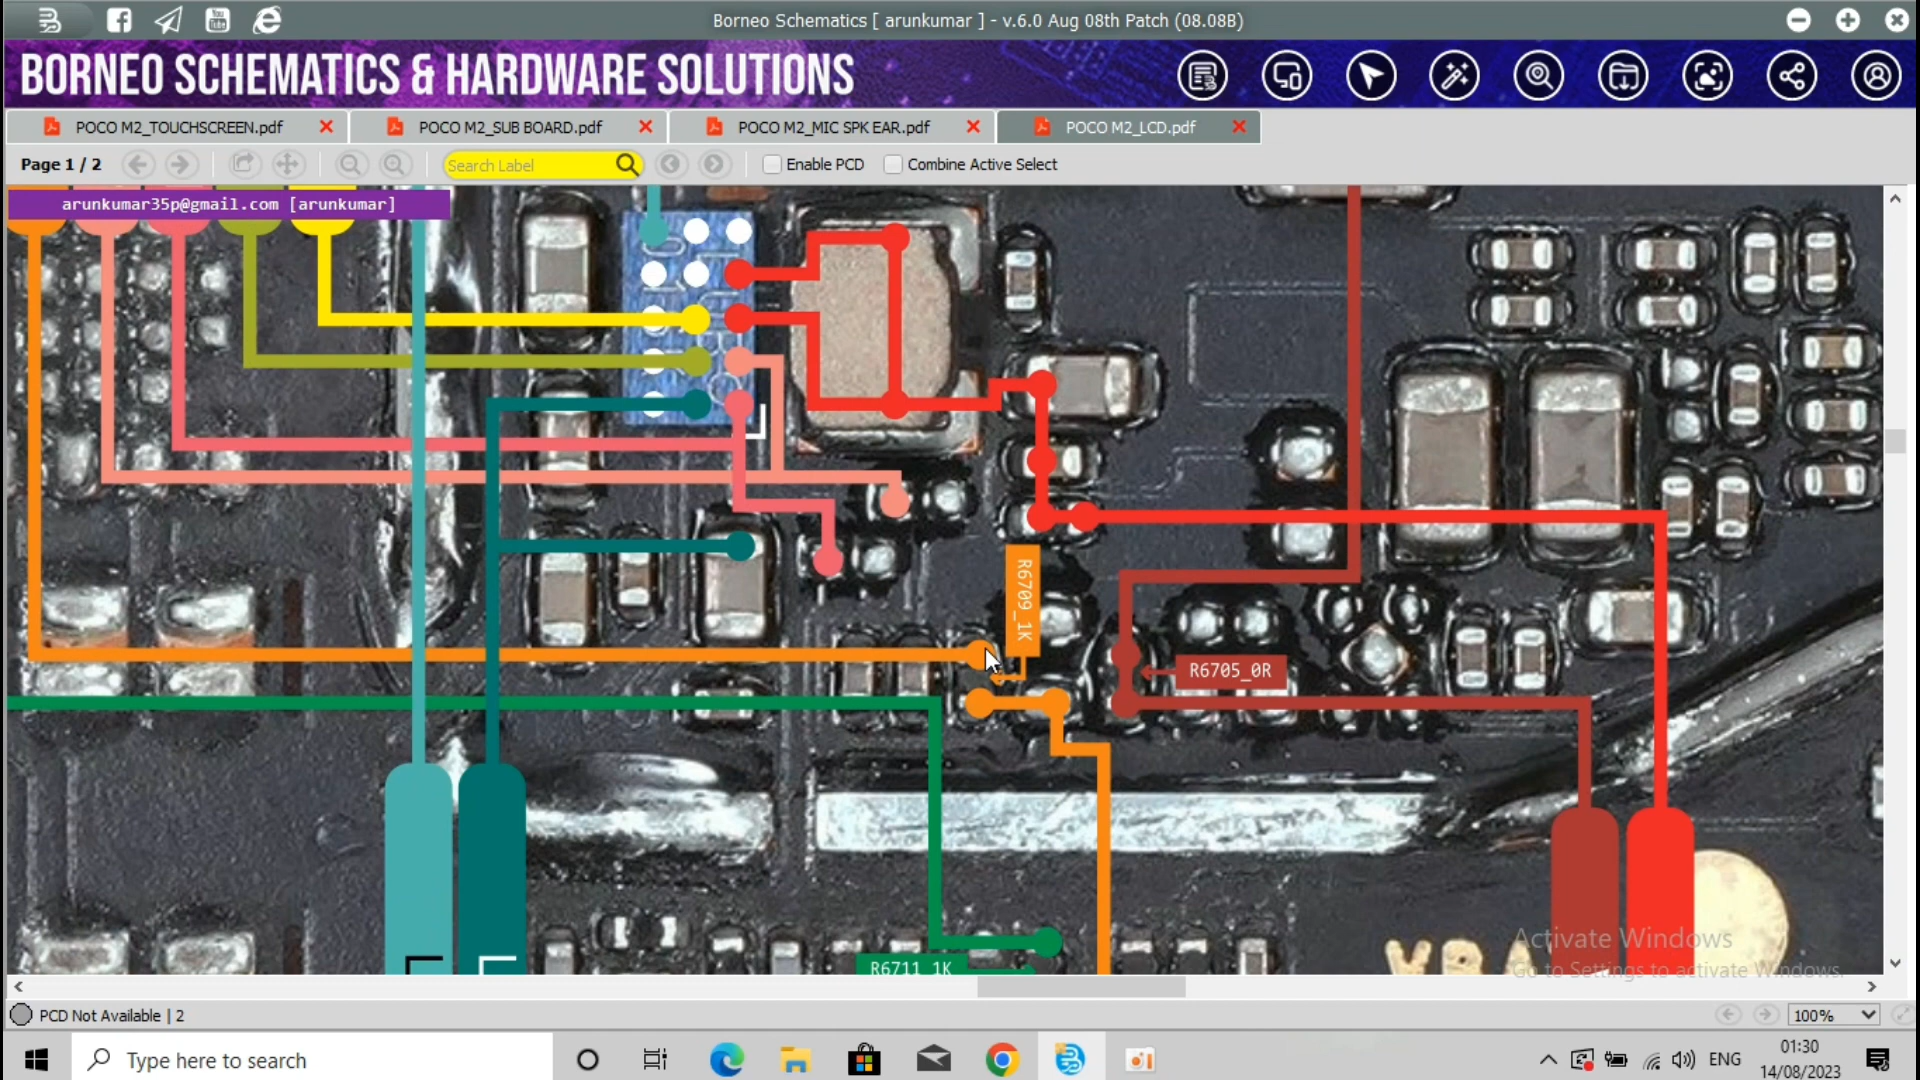 Borneo Schematics [ arunkumar ] - v.6.0 Aug 08th Patch (08.08B)
BORNEO SCHEMATICS & HARDWARE SOLUTIONS
POCO M2_TOUCHSCREEN.pdf
POCO M2_SUB BOARD.pdf
POCO M2_MIC SPK EAR.pdf
POCO M2_LCD.pdf
Page 1 / 2
Search Label
Enable PCD
Combine Active Select
arunkumar35p@gmail.com [arunkumar]
R6709_1K
R6705_0R
R6711_1K
Activate Windows
Go to Settings to activate Windows.
PCD Not Available | 2
100%
Type here to search
ENG
01:30
14/08/2023